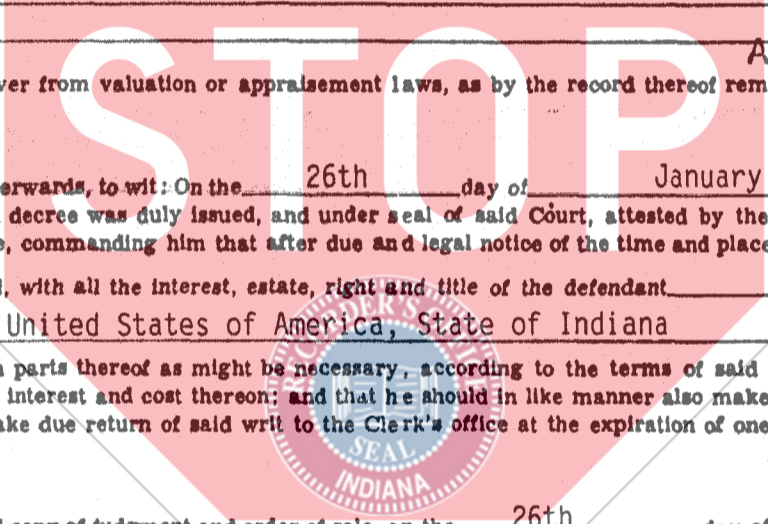 STOP
ver from valuation or appraisement laws, as by the record thereof rem
erwards, to wit: On the 26th day of January
decree was duly issued, and under seal of said Court, attested by the
e, commanding him that after due and legal notice of the time and place
, with all the interest, estate, right and title of the defendant
United States of America, State of Indiana
parts thereof as might be necessary, according to the terms of said
interest and cost thereon; and that he should in like manner also make
ake due return of said writ to the Clerk's office at the expiration of one
SEAL
INDIANA
26th